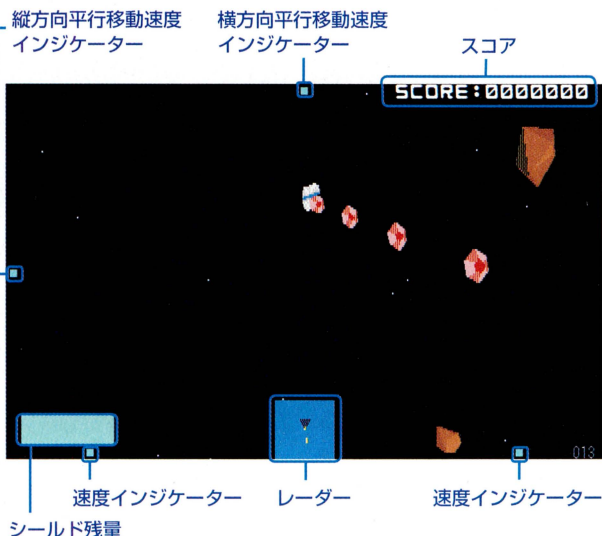 縦方向平行移動速度
インジケーター
横方向平行移動速度
インジケーター
スコア
SCORE:0000000
013
速度インジケーター
レーダー
速度インジケーター
シールド残量